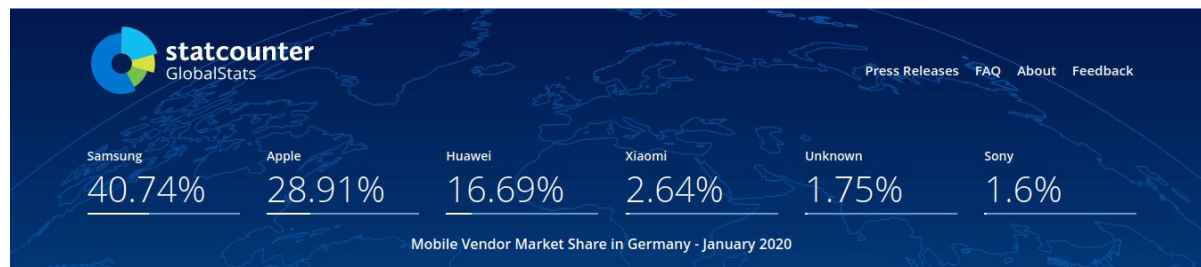 statcounter
GlobalStats
Press Releases FAQ About Feedback
Samsung Apple Huawei Xiaomi Unknown Sony
40.74% 28.91% 16.69% 2.64% 1.75% 1.6%
Mobile Vendor Market Share in Germany - January 2020